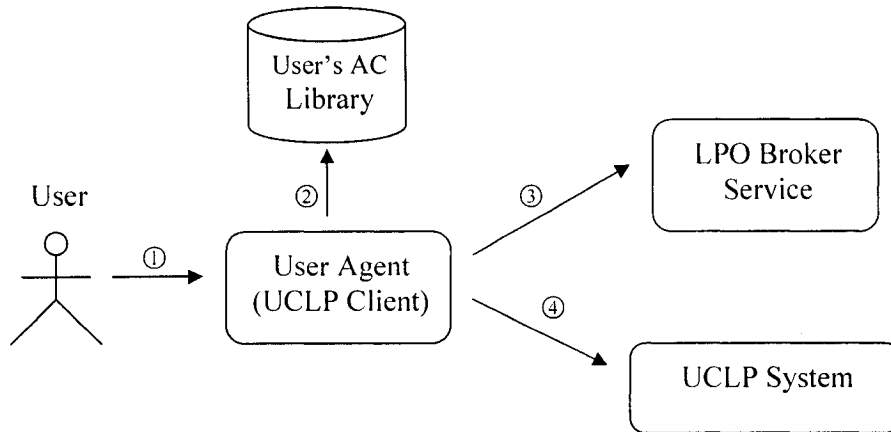 User's AC
Library
LPO Broker
Service
User
①
②
③
User Agent
(UCLP Client)
④
UCLP System